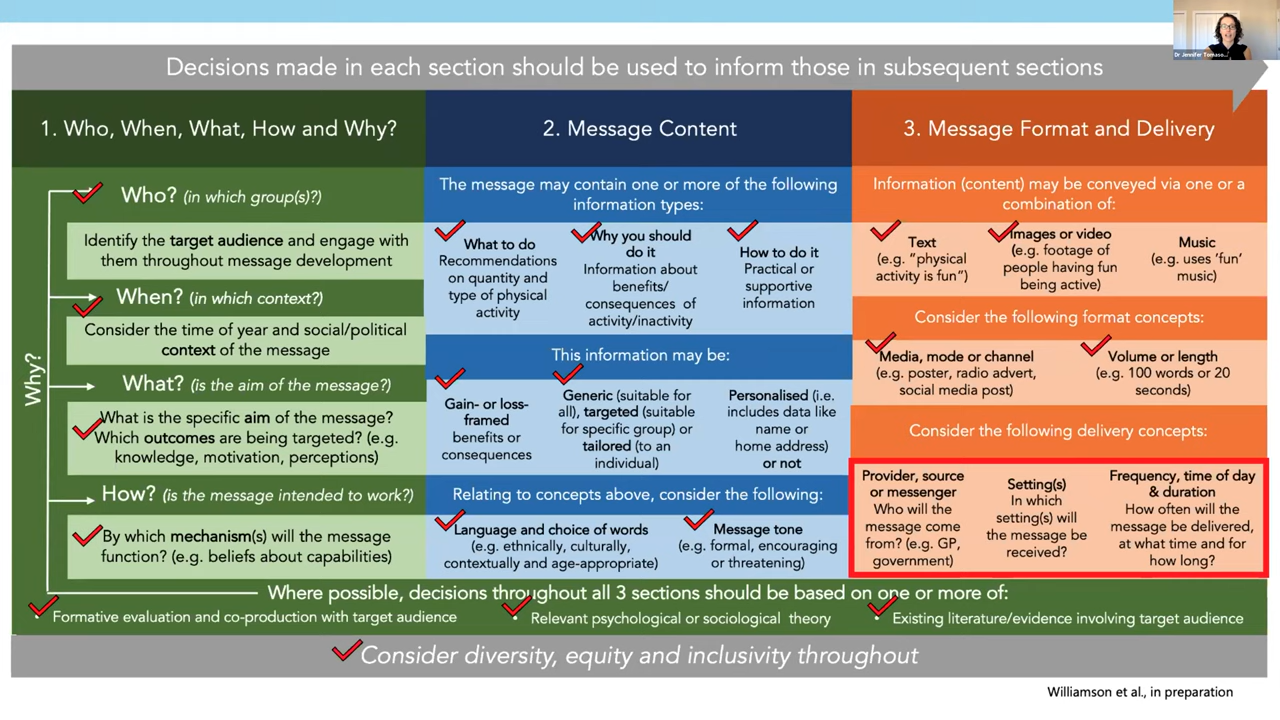 Dr Jennifer Tomaso...
Decisions made in each section should be used to inform those in subsequent sections
1. Who, When, What, How and Why?
Why?
Who? (in which group(s)?)
Identify the target audience and engage with
them throughout message development
When? (in which context?)
Consider the time of year and social/political
context of the message
What? (is the aim of the message?)
What is the specific aim of the message?
Which outcomes are being targeted? (e.g.
knowledge, motivation, perceptions)
How? (is the message intended to work?)
By which mechanism(s) will the message
function? (e.g. beliefs about capabilities)
2. Message Content
The message may contain one or more of the following
information types:
What to do
Recommendations
on quantity and
type of physical
activity
Why you should
do it
Information about
benefits/
consequences of
activity/inactivity
How to do it
Practical or
supportive
information
This information may be:
Gain- or loss-
framed
benefits or
consequences
Generic (suitable for
all), targeted (suitable
for specific group) or
tailored (to an
individual)
Personalised (i.e.
includes data like
name or
home address)
or not
Relating to concepts above, consider the following:
Language and choice of words
(e.g. ethnically, culturally,
contextually and age-appropriate)
Message tone
(e.g. formal, encouraging
or threatening)
3. Message Format and Delivery
Information (content) may be conveyed via one or a
combination of:
Text
(e.g. "physical
activity is fun")
Images or video
(e.g. footage of
people having fun
being active)
Music
(e.g. uses 'fun'
music)
Consider the following format concepts:
Media, mode or channel
(e.g. poster, radio advert,
social media post)
Volume or length
(e.g. 100 words or 20
seconds)
Consider the following delivery concepts:
Provider, source
or messenger
Who will the
message come
from? (e.g. GP,
government)
Setting(s)
In which
setting(s) will
the message be
received?
Frequency, time of day
& duration
How often will the
message be delivered,
at what time and for
how long?
Where possible, decisions throughout all 3 sections should be based on one or more of:
Formative evaluation and co-production with target audience
Relevant psychological or sociological theory
Existing literature/evidence involving target audience
Consider diversity, equity and inclusivity throughout
Williamson et al., in preparation